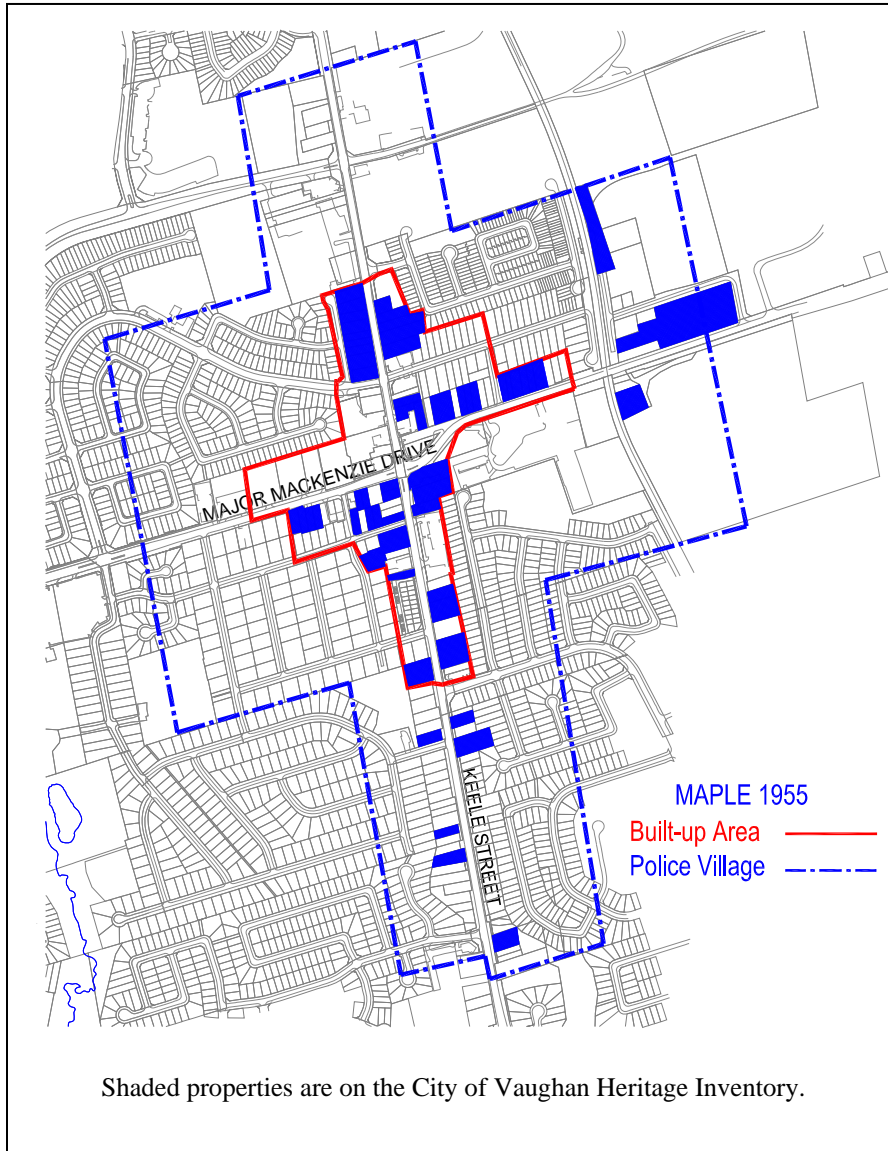 MAJOR MACKENZIE DRIVE
KEELE STREET
MAPLE 1955
Built-up Area
Police Village
Shaded properties are on the City of Vaughan Heritage Inventory.